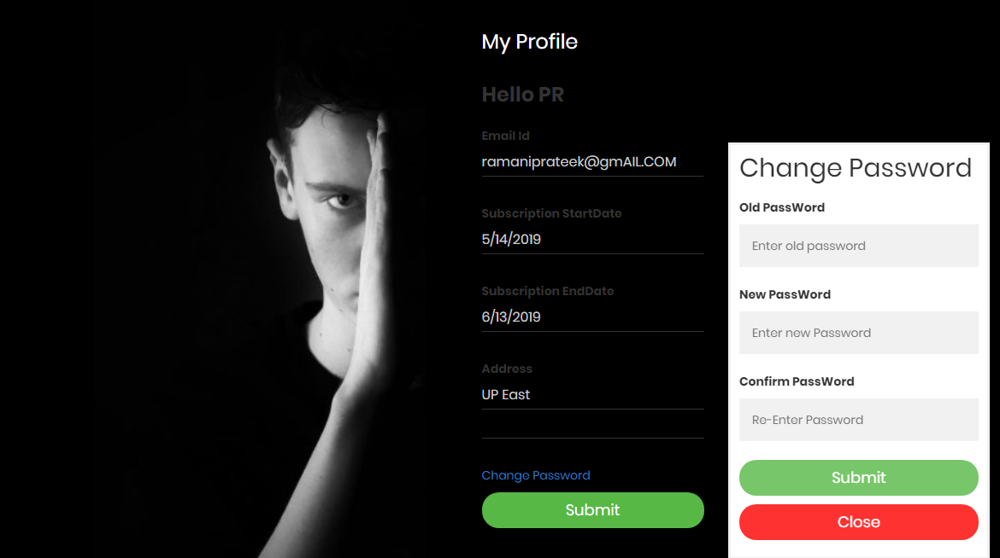 My Profile
Hello PR
Email Id
ramaniprateek@gmAIL.COM
Subscription StartDate
5/14/2019
Subscription EndDate
6/13/2019
Address
UP East
Change Password
Submit
Change Password
Old PassWord
Enter old password
New PassWord
Enter new Password
Confirm PassWord
Re-Enter Password
Submit
Close